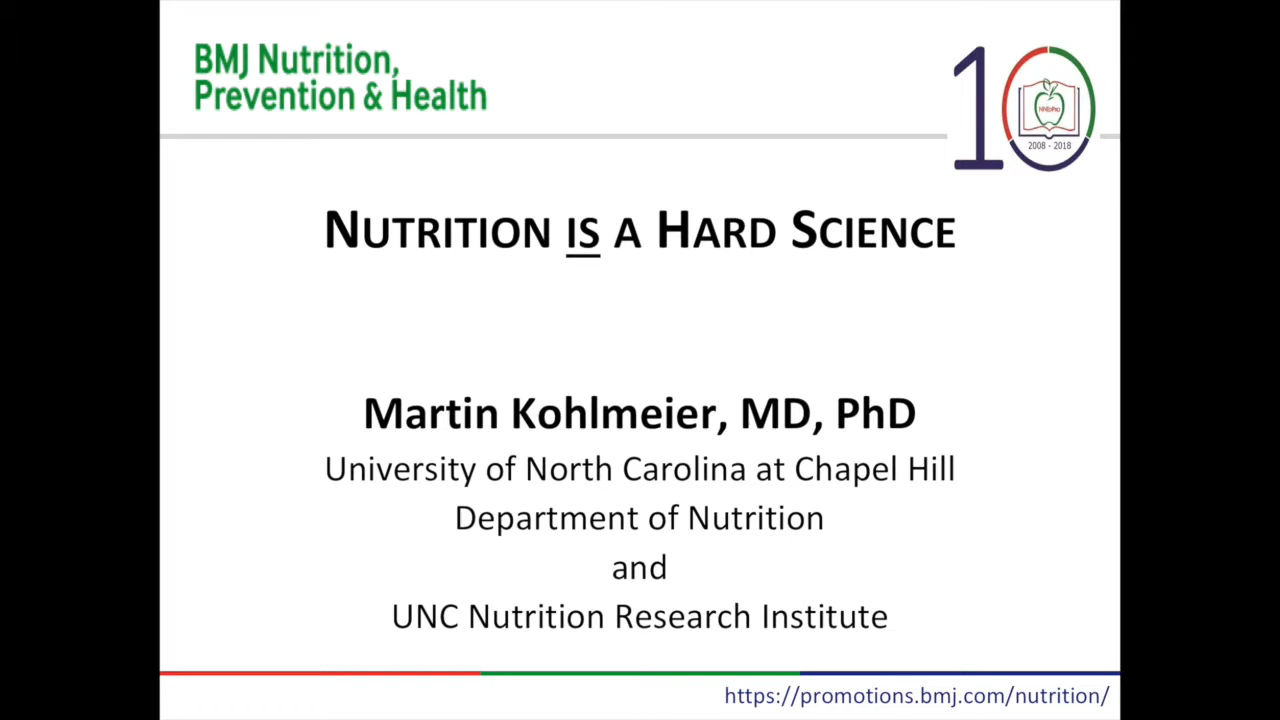 BMJ Nutrition,
Prevention & Health
10
NNEdPro
2008 - 2018
NUTRITION IS A HARD SCIENCE
Martin Kohlmeier, MD, PhD
University of North Carolina at Chapel Hill
Department of Nutrition
and
UNC Nutrition Research Institute
https://promotions.bmj.com/nutrition/